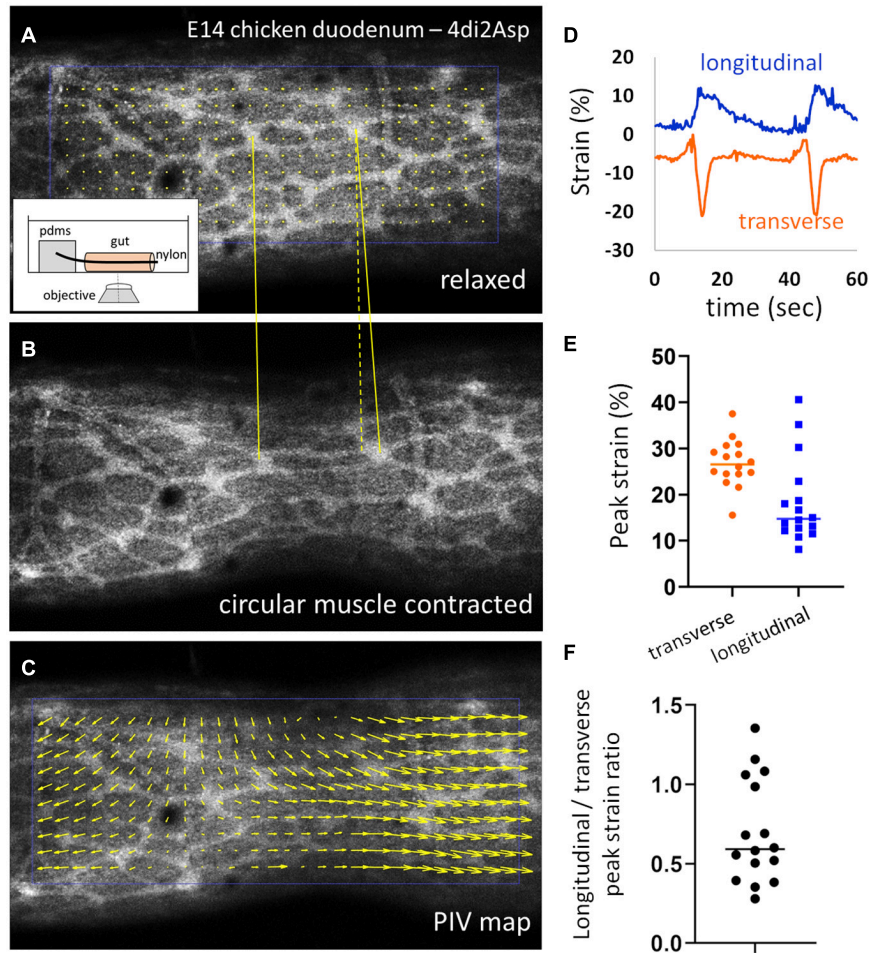 A
E14 chicken duodenum – 4di2Asp
pdms
gut
nylon
objective
relaxed
B
circular muscle contracted
C
PIV map
D
20
10
0
-10
-20
-30
Strain (%)
longitudinal
transverse
0 20 40 60
time (sec)
E
50
40
30
20
10
0
Peak strain (%)
transverse
longitudinal
F
1.5
1.0
0.5
0.0
Longitudinal / transverse
peak strain ratio